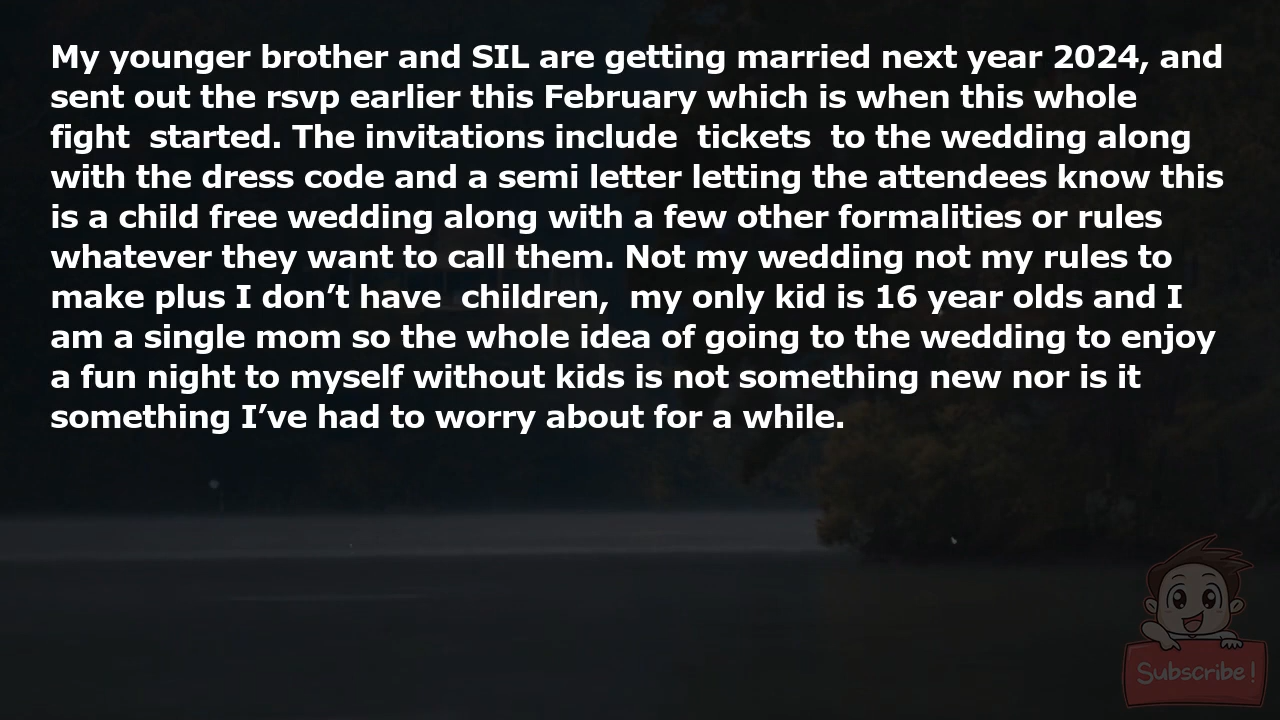 My younger brother and SIL are getting married next year 2024, and
sent out the rsvp earlier this February which is when this whole
fight  started. The invitations include  tickets  to the wedding along
with the dress code and a semi letter letting the attendees know this
is a child free wedding along with a few other formalities or rules
whatever they want to call them. Not my wedding not my rules to
make plus I don’t have  children,  my only kid is 16 year olds and I
am a single mom so the whole idea of going to the wedding to enjoy
a fun night to myself without kids is not something new nor is it
something I’ve had to worry about for a while.
Subscribe!